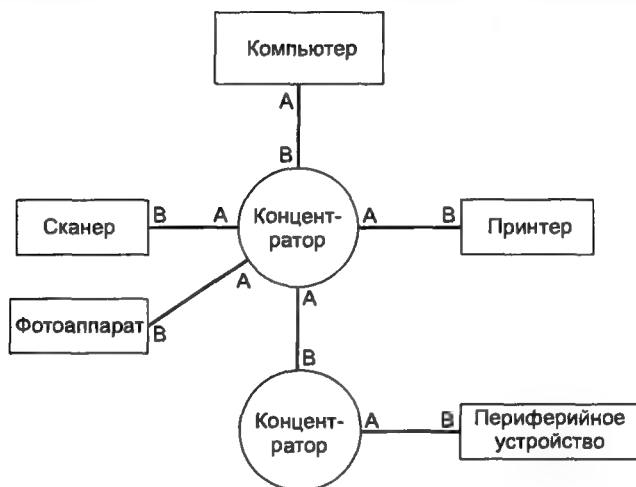 Компьютер
А
В
Сканер
В
А
Концент-
ратор
А
В
Принтер
Фотоаппарат
В
А
А
В
Концент-
ратор
А
В
Периферийное
устройство